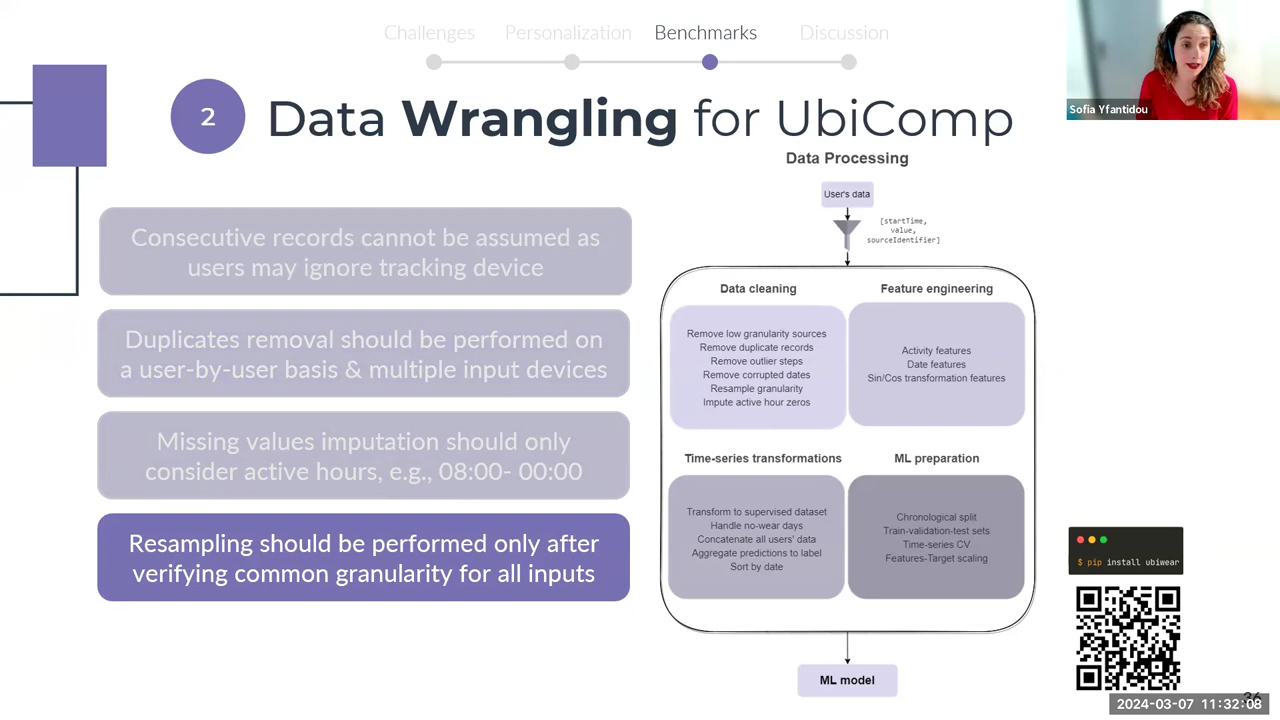 Challenges Personalization Benchmarks Discussion
Sofia Yfantidou
2
Data Wrangling for UbiComp
Consecutive records cannot be assumed as
users may ignore tracking device
Duplicates removal should be performed on
a user-by-user basis & multiple input devices
Missing values imputation should only
consider active hours, e.g., 08:00- 00:00
Resampling should be performed only after
verifying common granularity for all inputs
Data Processing
User's data
[startTime,
value,
sourceIdentifier]
Data cleaning
Remove low granularity sources
Remove duplicate records
Remove outlier steps
Remove corrupted dates
Resample granularity
Impute active hour zeros
Feature engineering
Activity features
Date features
Sin/Cos transformation features
Time-series transformations
Transform to supervised dataset
Handle no-wear days
Concatenate all users' data
Aggregate predictions to label
Sort by date
ML preparation
Chronological split
Train-validation-test sets
Time-series CV
Features-Target scaling
ML model
$ pip install ubiwear
36
2024-03-07 11:32:08